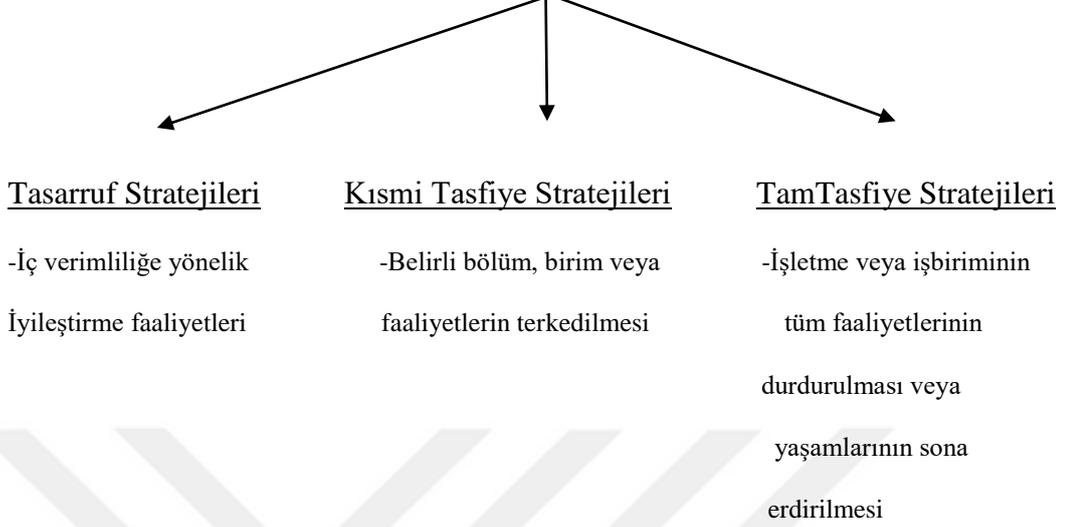 Tasarruf Stratejileri
-İç verimliliğe yönelik
İyileştirme faaliyetleri
Kısmi Tasfiye Stratejileri
-Belirli bölüm, birim veya
faaliyetlerin terkedilmesi
TamTasfiye Stratejileri
-İşletme veya işbiriminin
tüm faaliyetlerinin
durdurulması veya
yaşamlarının sona
erdirilmesi